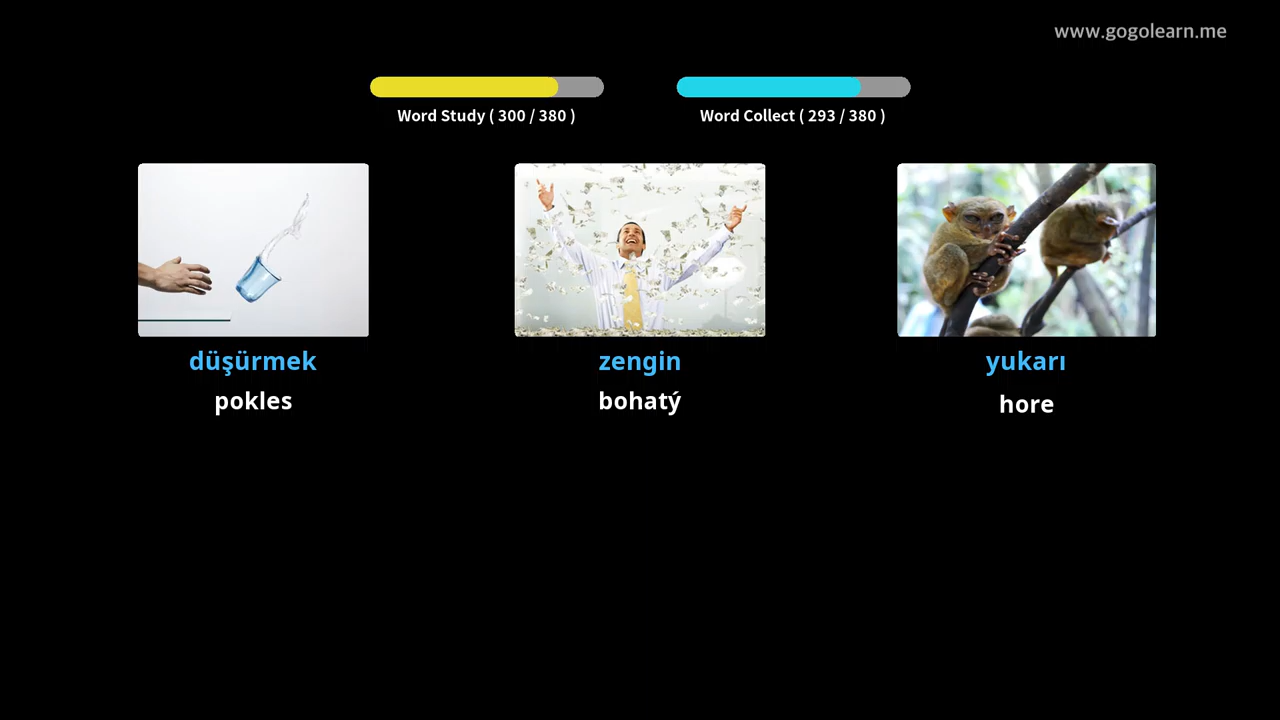 www.gogolearn.me
Word Study ( 300 / 380 )
Word Collect ( 293 / 380 )
düşürmek
zengin
yukarı
pokles
bohatý
hore